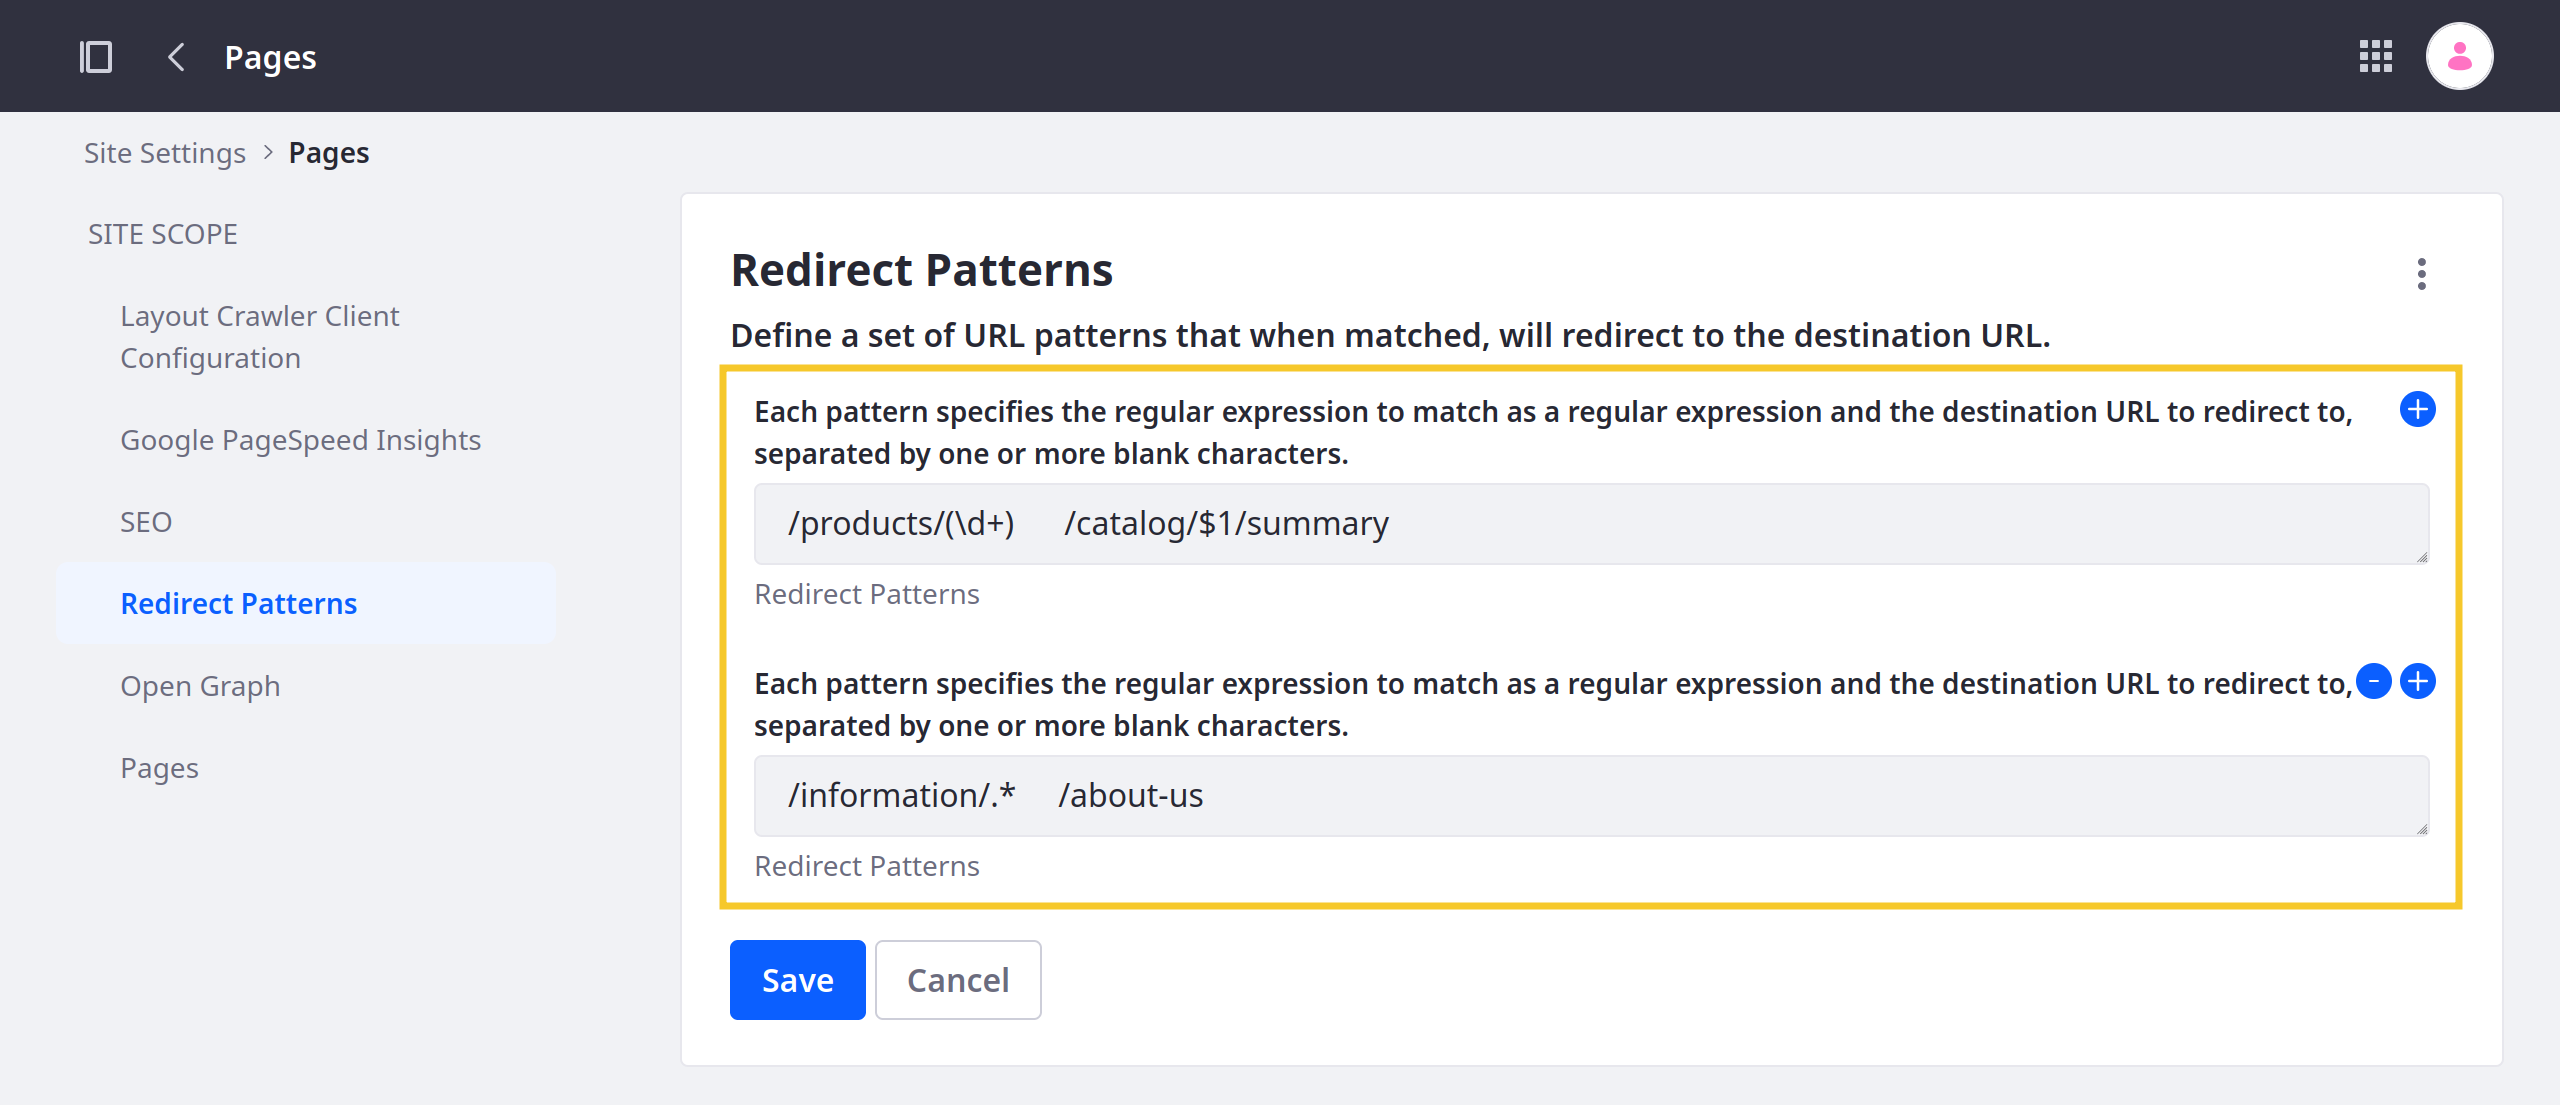 Pages
Site Settings > Pages
SITE SCOPE
Layout Crawler Client
Configuration
Google PageSpeed Insights
SEO
Redirect Patterns
Open Graph
Pages
Redirect Patterns
Define a set of URL patterns that when matched, will redirect to the destination URL.
Each pattern specifies the regular expression to match as a regular expression and the destination URL to redirect to,
separated by one or more blank characters.
/products/(\d+)     /catalog/$1/summary
Redirect Patterns
Each pattern specifies the regular expression to match as a regular expression and the destination URL to redirect to,
separated by one or more blank characters.
/information/.*     /about-us
Redirect Patterns
Save Cancel